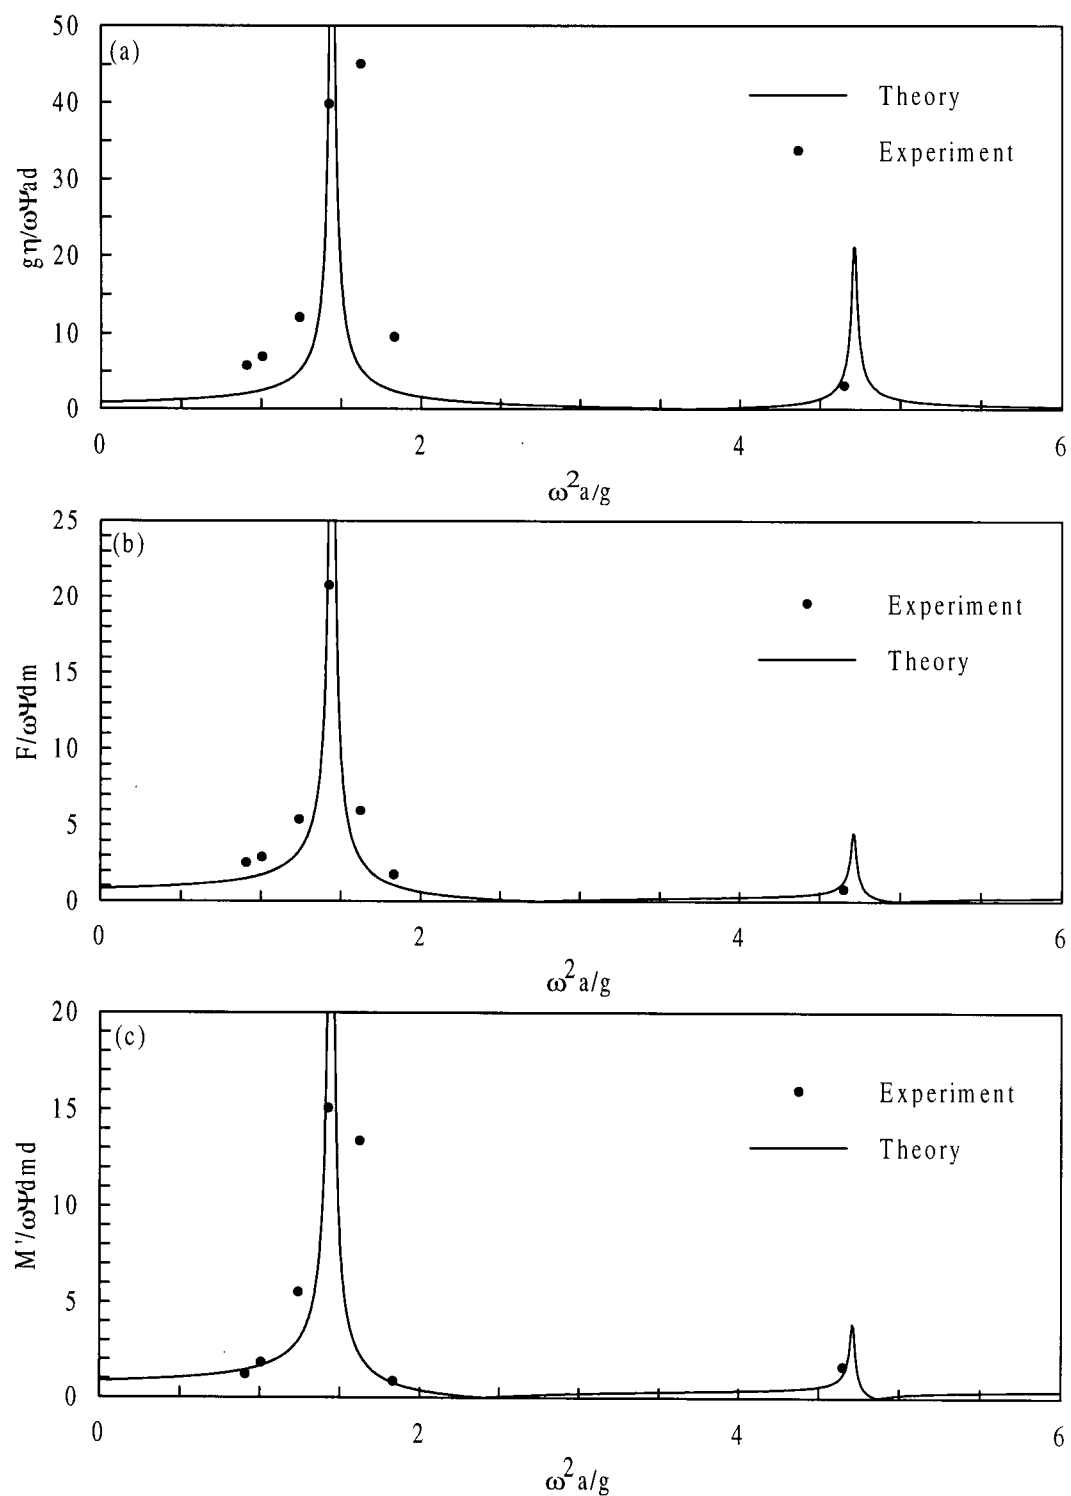 50
(a)
40
Theory
Experiment
30
gη/ωΨad
20
10
0
0 2 4 6
ω²a/g
25
(b)
20
Experiment
Theory
15
F/ωΨdm
10
5
0
0 2 4 6
ω²a/g
20
(c)
Experiment
15
Theory
M'/ωΨdmd
10
5
0
0 2 4 6
ω²a/g